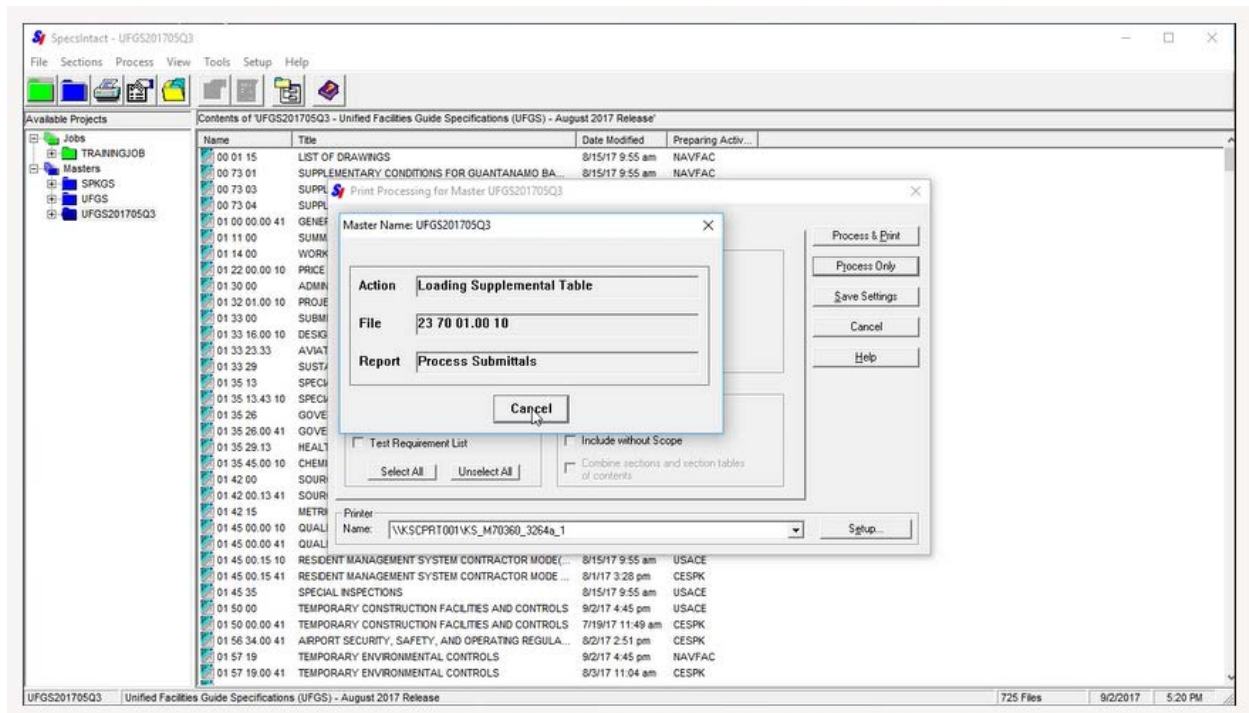 SpecsIntact - UFGS201705Q3
File Sections Process View Tools Setup Help
Available Projects
Contents of 'UFGS201705Q3 - Unified Facilities Guide Specifications (UFGS) - August 2017 Release'
Jobs
TRAININGJOB
Masters
SPKGS
UFGS
UFGS201705Q3
Name Title Date Modified Preparing Activ...
00 01 15 LIST OF DRAWINGS 8/15/17 9:55 am NAVFAC
00 73 01 SUPPLEMENTARY CONDITIONS FOR GUANTANAMO BA... 8/15/17 9:55 am NAVFAC
00 73 03 SUPPL
00 73 04 SUPPL
01 00 00.00 41 GENER
01 11 00 SUMM
01 14 00 WORK
01 22 00.00 10 PRICE
01 30 00 ADMIN
01 32 01.00 10 PROJE
01 33 00 SUBMI
01 33 16.00 10 DESIG
01 33 23.33 AVIAT
01 33 29 SUSTA
01 35 13 SPECI
01 35 13.43 10 SPECI
01 35 26 GOVE
01 35 26.00 41 GOVE
01 35 29.13 HEALT
01 35 45.00 10 CHEMI
01 42 00 SOUR
01 42 00.13 41 SOUR
01 42 15 METRI
01 45 00.00 10 QUALI
01 45 00.00 41 QUALI
01 45 00.15 10 RESIDENT MANAGEMENT SYSTEM CONTRACTOR MODE(... 8/15/17 9:55 am USACE
01 45 00.15 41 RESIDENT MANAGEMENT SYSTEM CONTRACTOR MODE ... 8/1/17 3:28 pm CESPK
01 45 35 SPECIAL INSPECTIONS 8/15/17 9:55 am USACE
01 50 00 TEMPORARY CONSTRUCTION FACILITIES AND CONTROLS 9/2/17 4:45 pm USACE
01 50 00.00 41 TEMPORARY CONSTRUCTION FACILITIES AND CONTROLS 7/19/17 11:49 am CESPK
01 56 34.00 41 AIRPORT SECURITY, SAFETY, AND OPERATING REGULA... 8/2/17 2:51 pm CESPK
01 57 19 TEMPORARY ENVIRONMENTAL CONTROLS 9/2/17 4:45 pm NAVFAC
01 57 19.00 41 TEMPORARY ENVIRONMENTAL CONTROLS 8/3/17 11:04 am CESPK
Print Processing for Master UFGS201705Q3
Master Name: UFGS201705Q3
Action Loading Supplemental Table
File 23 70 01.00 10
Report Process Submittals
Cancel
Process & Print
Process Only
Save Settings
Cancel
Help
Test Requirement List
Select All Unselect All
Include without Scope
Combine sections and section tables
of contents
Printer
Name: \\KSCPRT001\KS_M70360_3264a_1 Setup...
UFGS201705Q3 Unified Facilities Guide Specifications (UFGS) - August 2017 Release 725 Files 9/2/2017 5:20 PM